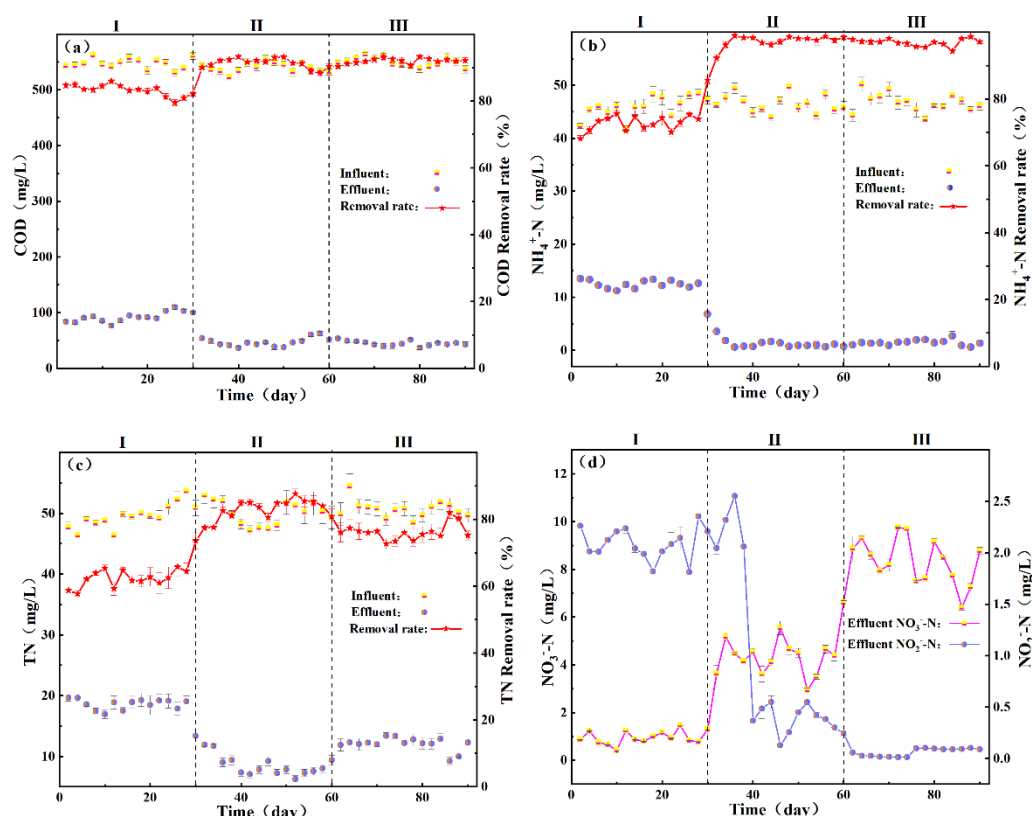 I II III
(a)
COD（mg/L）
500
400
300
200
100
0
Influent:
Effluent:
Removal rate:
COD Removal rate（%）
80
60
40
20
0
0 20 40 60 80
Time（day）
I II III
(b)
NH₄⁺-N（mg/L）
50
40
30
20
10
0
Influent:
Effluent:
Removal rate:
NH₄⁺-N Removal rate（%）
80
60
40
20
0
0 20 40 60 80
Time（day）
I II III
(c)
TN（mg/L）
50
40
30
20
10
Influent:
Effluent:
Removal rate:
TN Removal rate（%）
80
60
40
20
0
0 20 40 60 80
Time（day）
I II III
(d)
NO₃⁻-N（mg/L）
12
10
8
6
4
2
0
Effluent NO₃⁻-N:
Effluent NO₂⁻-N:
NO₂⁻-N（mg/L）
2.5
2.0
1.5
1.0
0.5
0.0
0 20 40 60 80
Time（day）